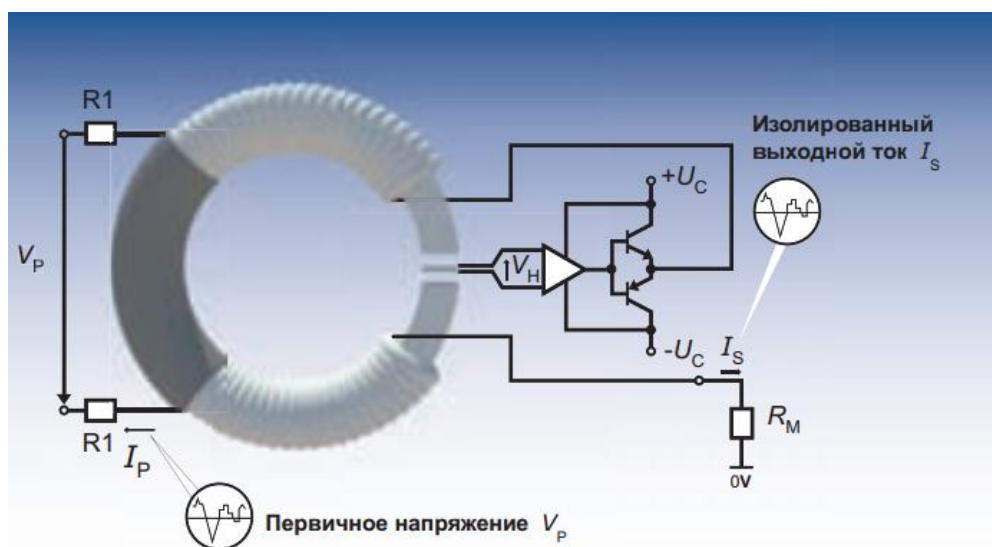 R1
Изолированный
выходной ток I_S
+U_C
V_P
V_H
-U_C
I_S
R_M
R1
I_P
0V
Первичное напряжение V_P